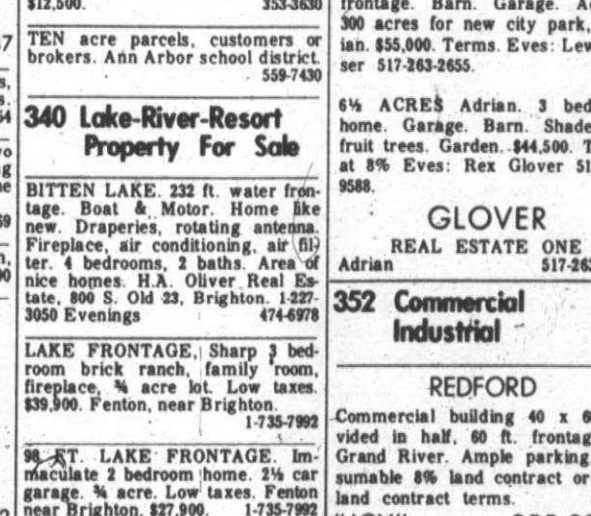 $12,500. 353-3630
TEN acre parcels, customers or
brokers. Ann Arbor school district.
559-7430
340 Lake-River-Resort
Property For Sale
BITTEN LAKE. 232 ft. water fron-
tage. Boat & Motor. Home like
new. Draperies, rotating antenna.
Fireplace, air conditioning, air fil-
ter. 4 bedrooms, 2 baths. Area of
nice homes. H.A. Oliver Real Es-
tate, 800 S. Old 23, Brighton. 1-227-
3050 Evenings 474-6978
LAKE FRONTAGE, Sharp 3 bed-
room brick ranch, family room,
fireplace, ¾ acre lot. Low taxes.
$39,900. Fenton, near Brighton.
1-735-7992
98 FT. LAKE FRONTAGE. Im-
maculate 2 bedroom home. 2½ car
garage. ¾ acre. Low taxes. Fenton
near Brighton. $27,900. 1-735-7992
frontage. Barn. Garage.
300 acres for new city park,
ian. $55,000. Terms. Eves: Lew
ser 517-263-2655.
6½ ACRES Adrian. 3 bed
home. Garage. Barn. Shade
fruit trees. Garden. $44,500. T
at 8% Eves: Rex Glover 51
9588.
GLOVER
REAL ESTATE ONE
Adrian 517-263
352 Commercial
Industrial
REDFORD
Commercial building 40 x 6
vided in half, 60 ft. frontag
Grand River. Ample parking.
sumable 8% land contract or
land contract terms.